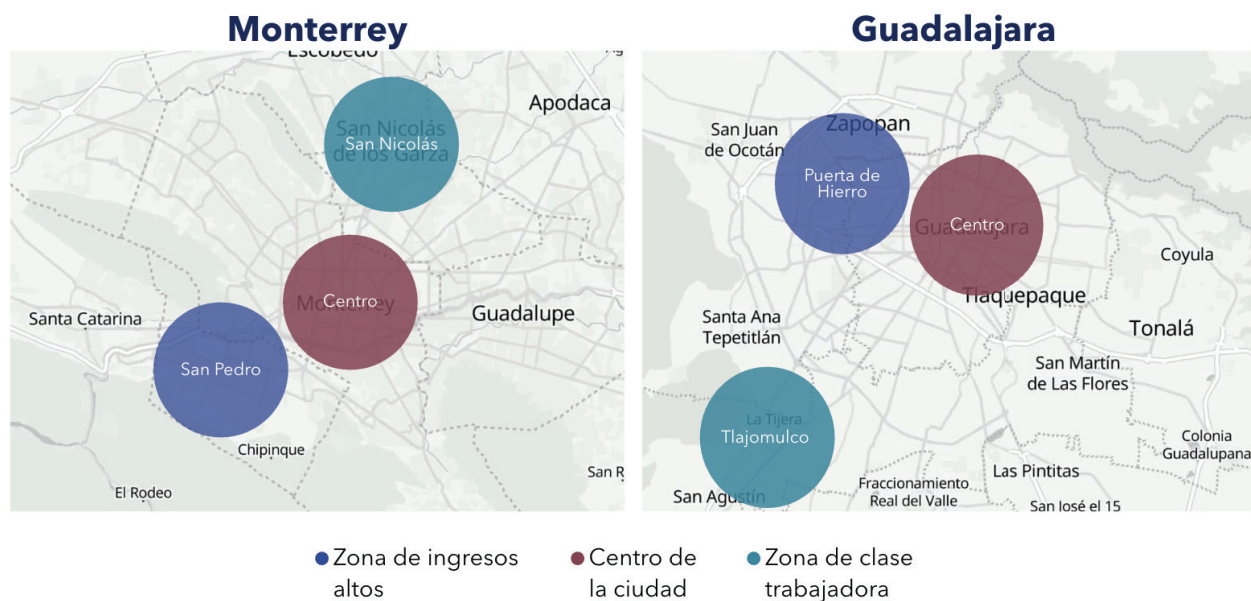 Monterrey
Escobedo
Apodaca
San Nicolás
de los Garza
San Nicolás
Monterrey
Centro
Guadalupe
Santa Catarina
San Pedro
Chipinque
El Rodeo
San R
Guadalajara
Zapopan
San Juan
de Ocotán
Puerta de
Hierro
Guadalajara
Centro
Coyula
Tlaquepaque
Tonalá
Santa Ana
Tepetitlán
San Martín
de Las Flores
La Tijera
Tlajomulco
Colonia
Guadalupana
Las Pintitas
Fraccionamiento
Real del Valle
San Agustín
San José el 15
Zona de ingresos
altos
Centro de
la ciudad
Zona de clase
trabajadora